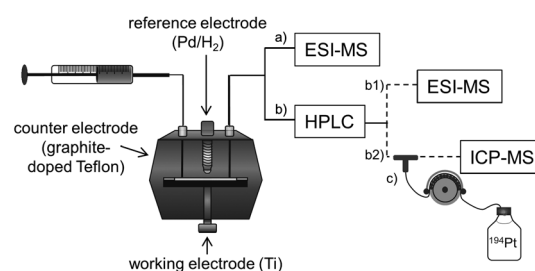 reference electrode
(Pd/H₂)
a)
ESI-MS
counter electrode
(graphite-
doped Teflon)
b)
HPLC
b1)
ESI-MS
b2)
ICP-MS
c)
¹⁹⁴Pt
working electrode (Ti)